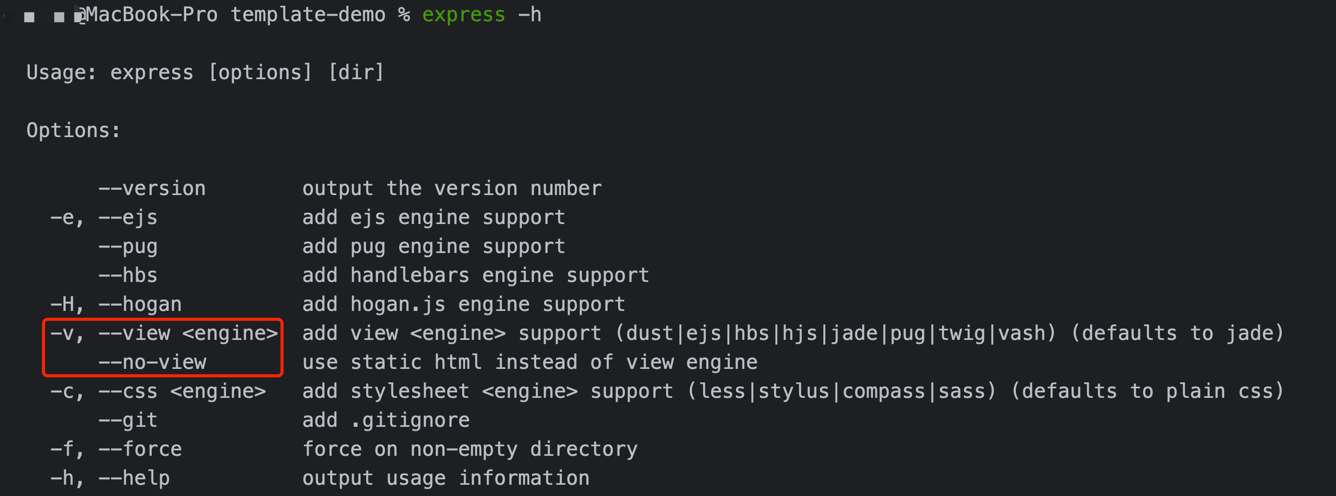 @MacBook-Pro template-demo % express -h
Usage: express [options] [dir]
Options:
--version output the version number
-e, --ejs add ejs engine support
--pug add pug engine support
--hbs add handlebars engine support
-H, --hogan add hogan.js engine support
-v, --view <engine> add view <engine> support (dust|ejs|hbs|hjs|jade|pug|twig|vash) (defaults to jade)
--no-view use static html instead of view engine
-c, --css <engine> add stylesheet <engine> support (less|stylus|compass|sass) (defaults to plain css)
--git add .gitignore
-f, --force force on non-empty directory
-h, --help output usage information